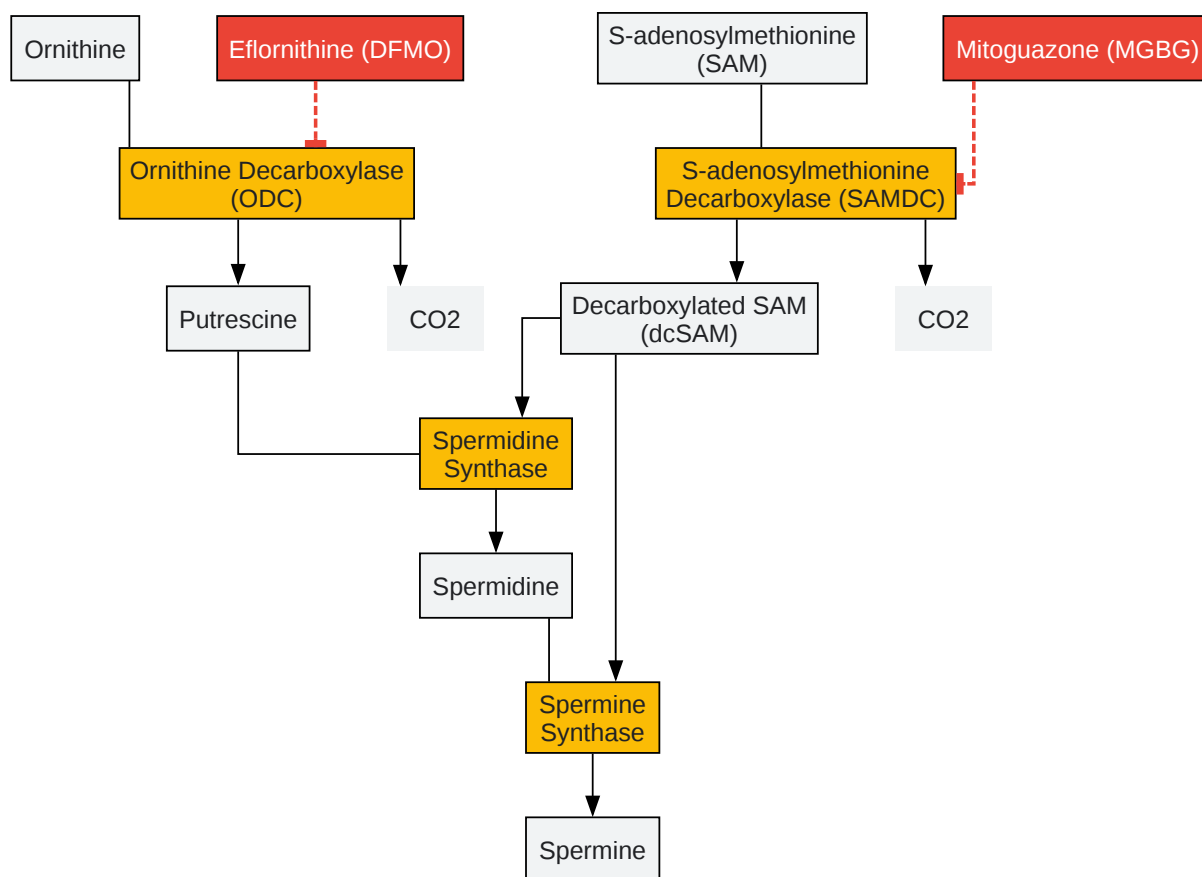 Ornithine
Eflornithine (DFMO)
S-adenosylmethionine
(SAM)
Mitoguazone (MGBG)
Ornithine Decarboxylase
(ODC)
S-adenosylmethionine
Decarboxylase (SAMDC)
Putrescine
CO2
Decarboxylated SAM
(dcSAM)
CO2
Spermidine
Synthase
Spermidine
Spermine
Synthase
Spermine